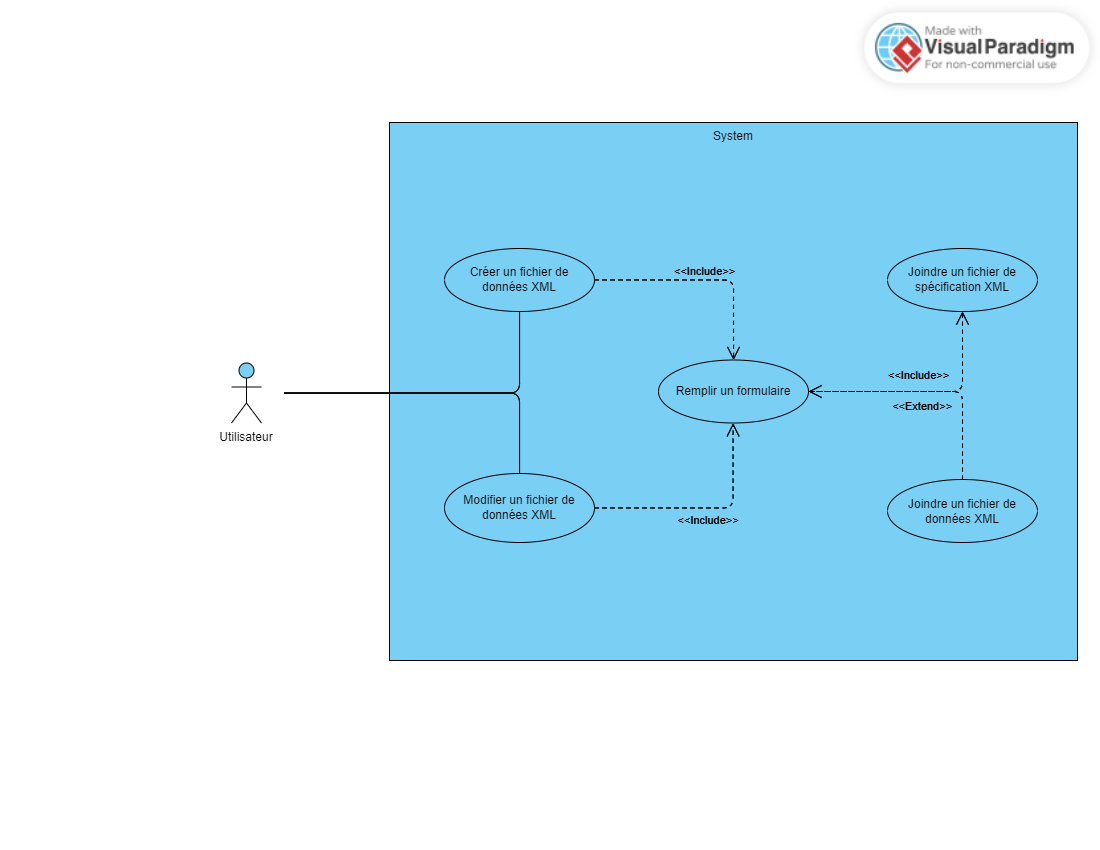 Made with
Visual Paradigm
For non-commercial use
System
Créer un fichier de
données XML
<<Include>>
Joindre un fichier de
spécification XML
Utilisateur
Remplir un formulaire
<<Include>>
<<Extend>>
Modifier un fichier de
données XML
<<Include>>
Joindre un fichier de
données XML